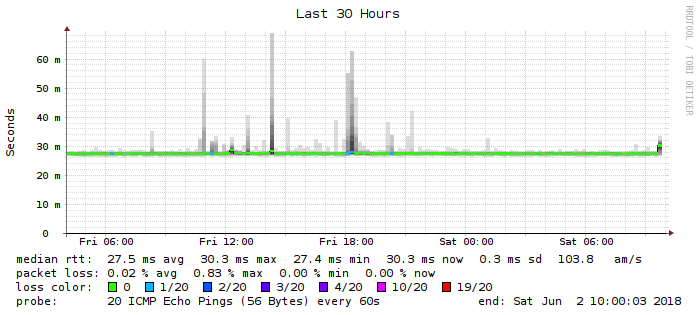 Last 30 Hours
RRDTOOL / TOBI OETIKER
Seconds
60 m
50 m
40 m
30 m
20 m
10 m
0
Fri 06:00 Fri 12:00 Fri 18:00 Sat 00:00 Sat 06:00
median rtt: 27.5 ms avg 30.3 ms max 27.4 ms min 30.3 ms now 0.3 ms sd 103.8 am/s
packet loss: 0.02 % avg 0.83 % max 0.00 % min 0.00 % now
loss color: 0 1/20 2/20 3/20 4/20 10/20 19/20
probe: 20 ICMP Echo Pings (56 Bytes) every 60s end: Sat Jun 2 10:00:03 2018